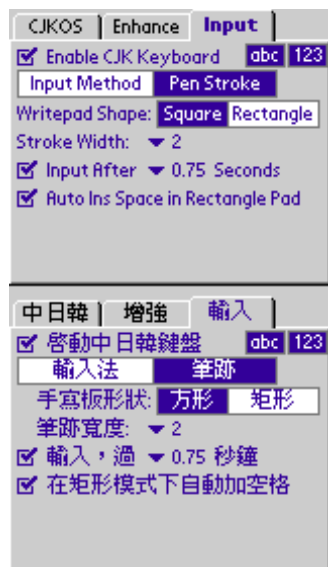 CJKOS Enhance Input
Enable CJK Keyboard abc 123
Input Method Pen Stroke
Writepad Shape: Square Rectangle
Stroke Width: 2
Input After 0.75 Seconds
Auto Ins Space in Rectangle Pad
中日韓 增強 輸入
啓動中日韓鍵盤 abc 123
輸入法 筆跡
手寫板形狀: 方形 矩形
筆跡寬度: 2
輸入，過 0.75 秒鐘
在矩形模式下自動加空格